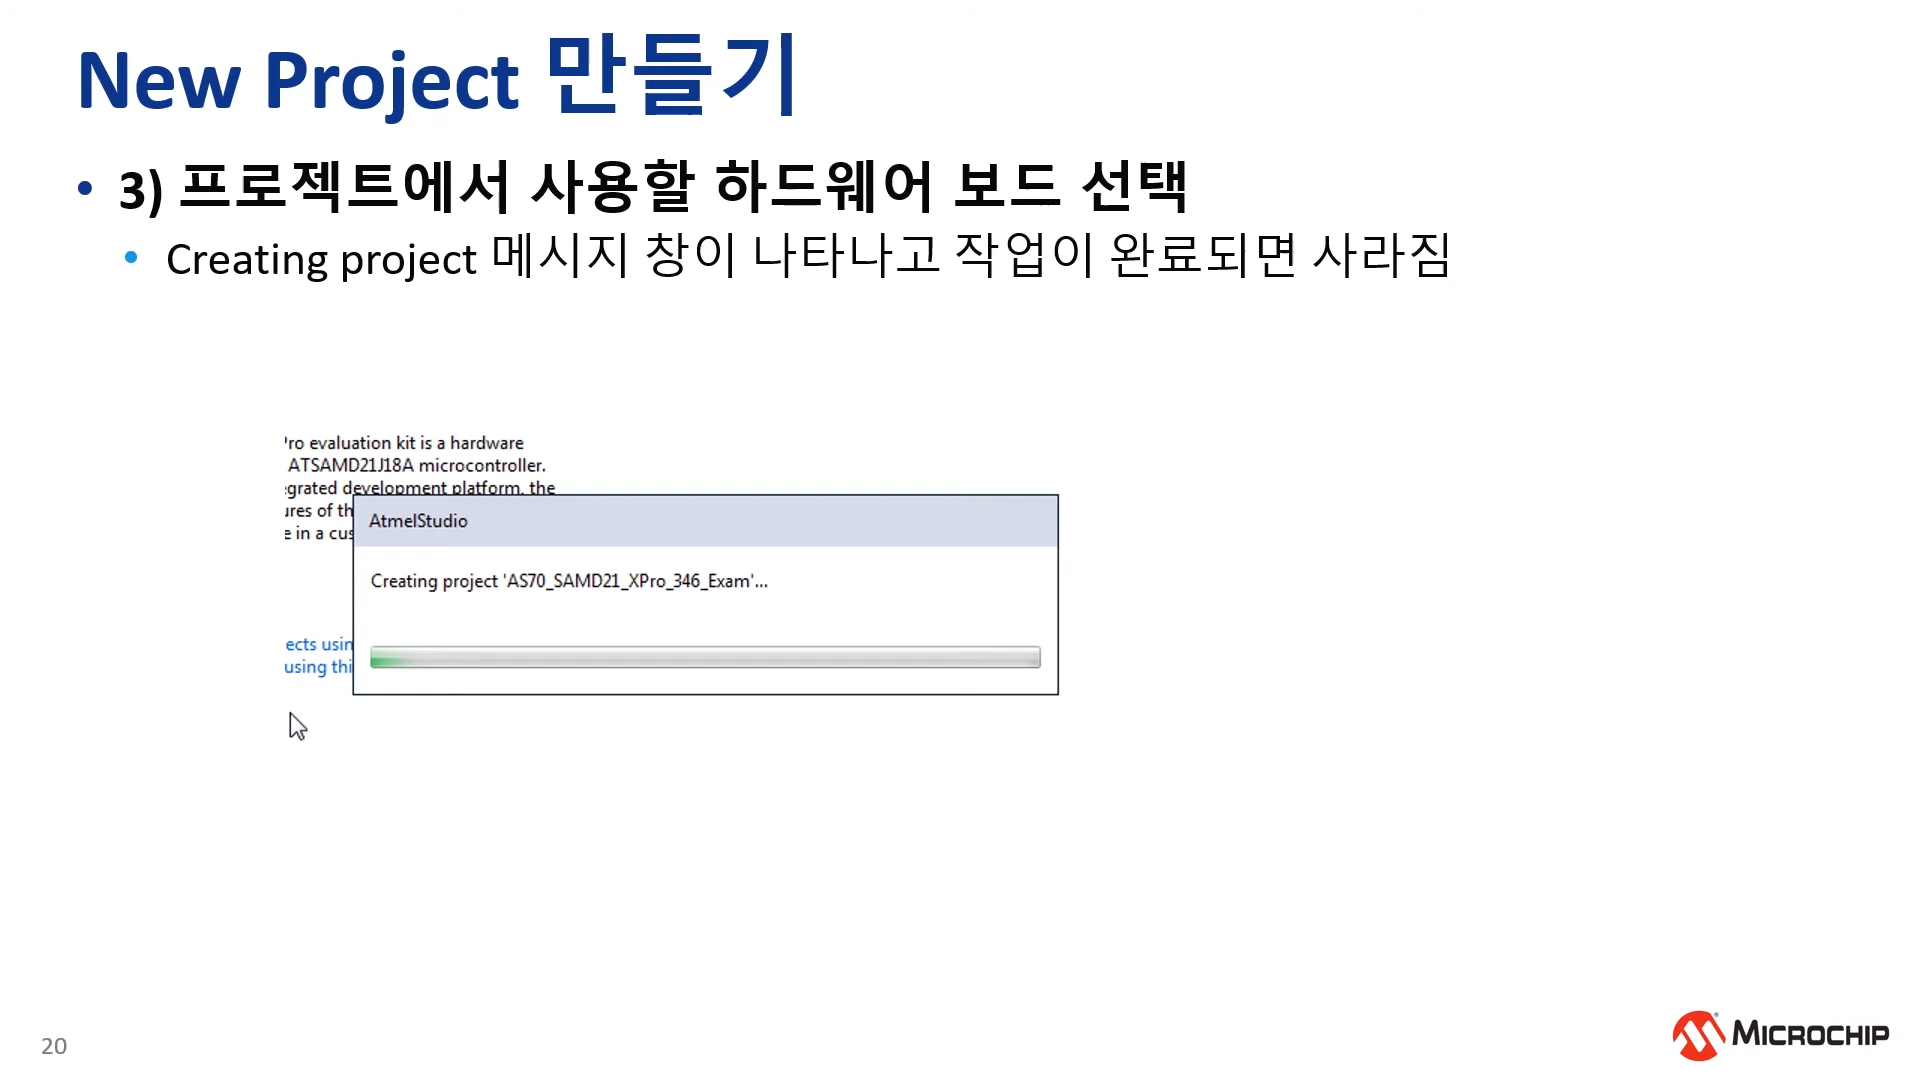 New Project 만들기
• 3) 프로젝트에서 사용할 하드웨어 보드 선택
• Creating project 메시지 창이 나타나고 작업이 완료되면 사라짐
Pro evaluation kit is a hardware
ATSAMD21J18A microcontroller.
egrated development platform, the
ures of th
e in a cus
AtmelStudio
Creating project 'AS70_SAMD21_XPro_346_Exam'...
ects usin
using thi
20
MICROCHIP